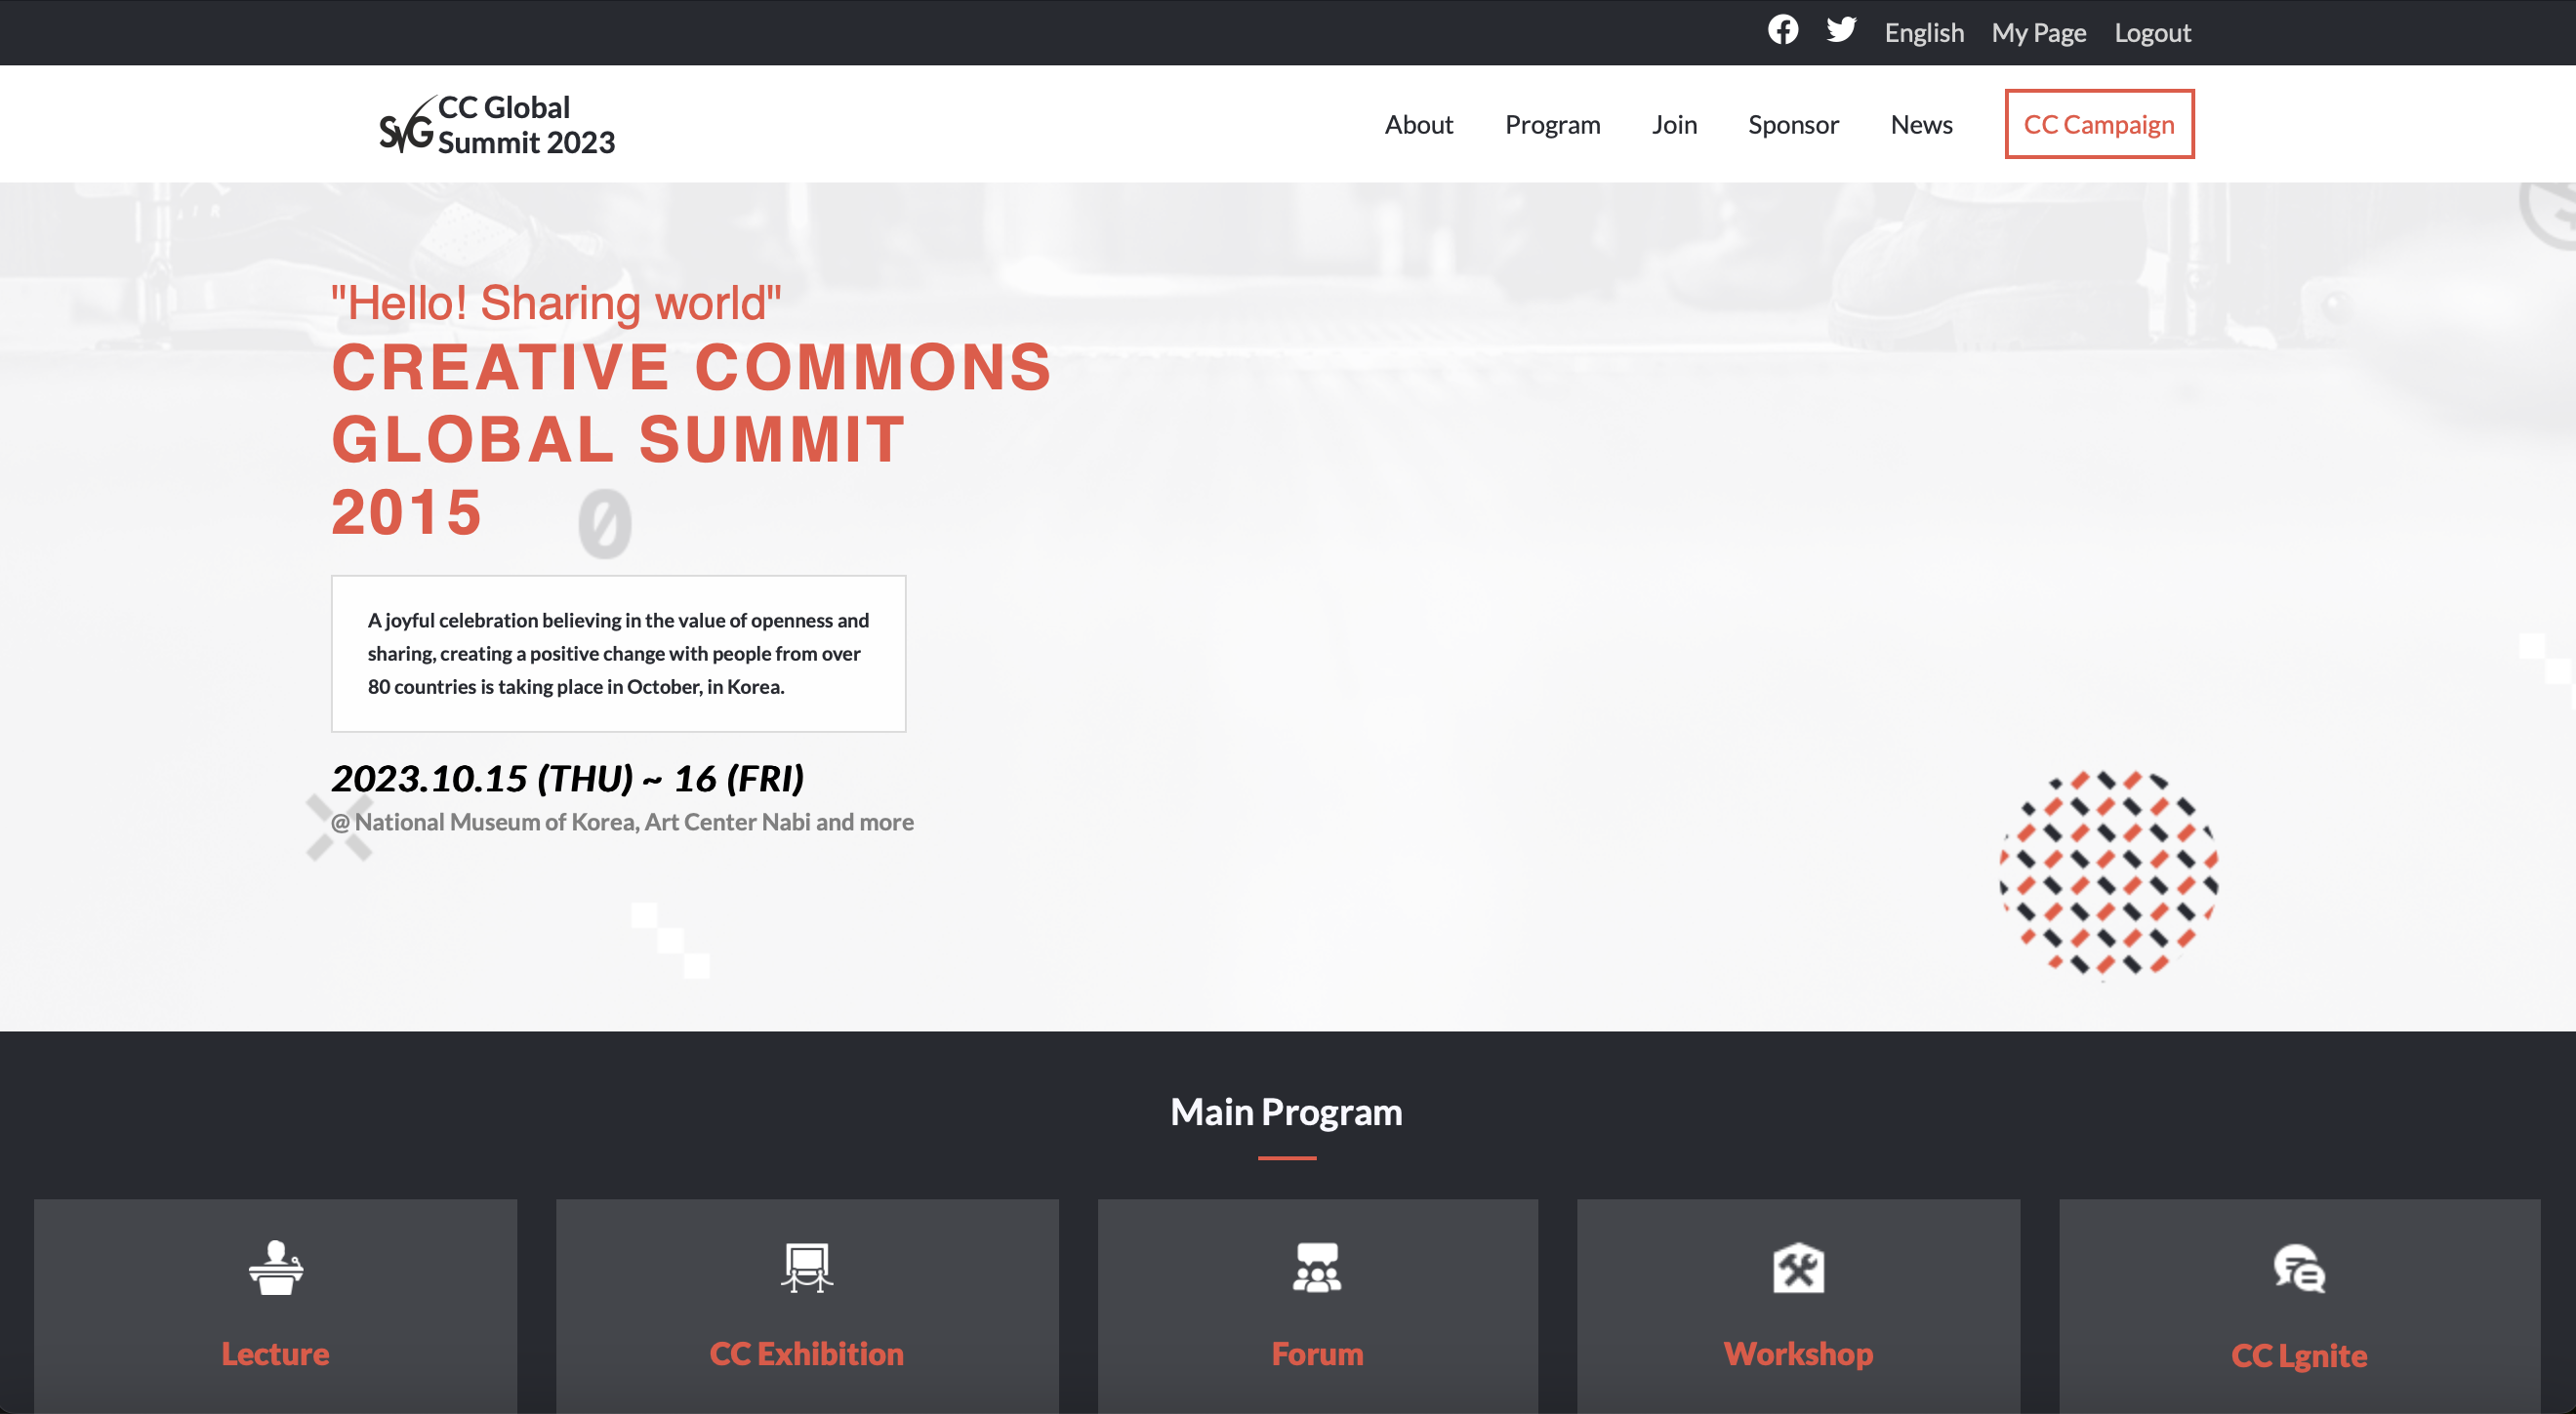 English My Page Logout
SVG CC Global
Summit 2023
About Program Join Sponsor News CC Campaign
"Hello! Sharing world"
CREATIVE COMMONS
GLOBAL SUMMIT
2015
0
A joyful celebration believing in the value of openness and
sharing, creating a positive change with people from over
80 countries is taking place in October, in Korea.
2023.10.15 (THU) ~ 16 (FRI)
@ National Museum of Korea, Art Center Nabi and more
Main Program
Lecture
CC Exhibition
Forum
Workshop
CC Lgnite